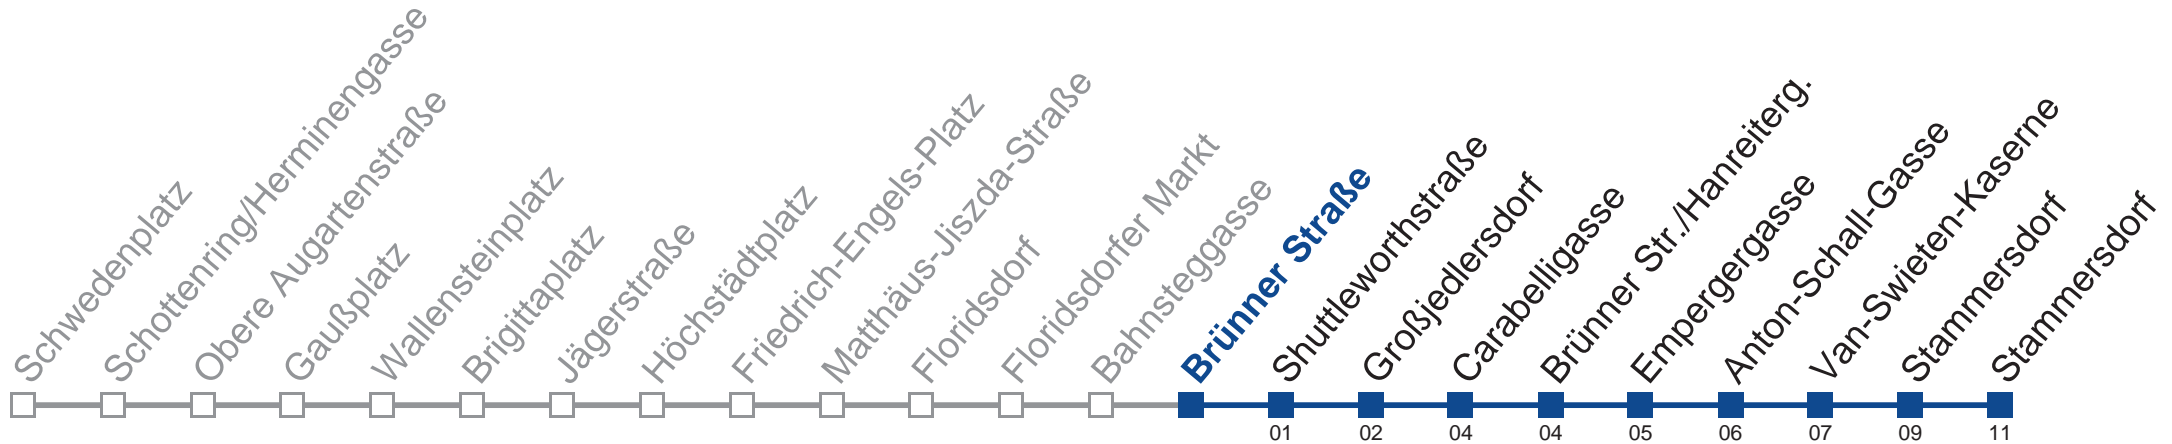 Schwedenplatz
Schottenring/Herminengasse
Obere Augartenstraße
Gaußplatz
Wallensteinplatz
Brigittaplatz
Jägerstraße
Höchstädtplatz
Friedrich-Engels-Platz
Matthäus-Jiszda-Straße
Floridsdorf
Floridsdorfer Markt
Bahnsteggasse
Brünner Straße
Shuttleworthstraße
Großjedlersdorf
Carabelligasse
Brünner Str./Hanreiterg.
Empergergasse
Anton-Schall-Gasse
Van-Swieten-Kaserne
Stammersdorf
Stammersdorf
01 02 04 04 05 06 07 09 11